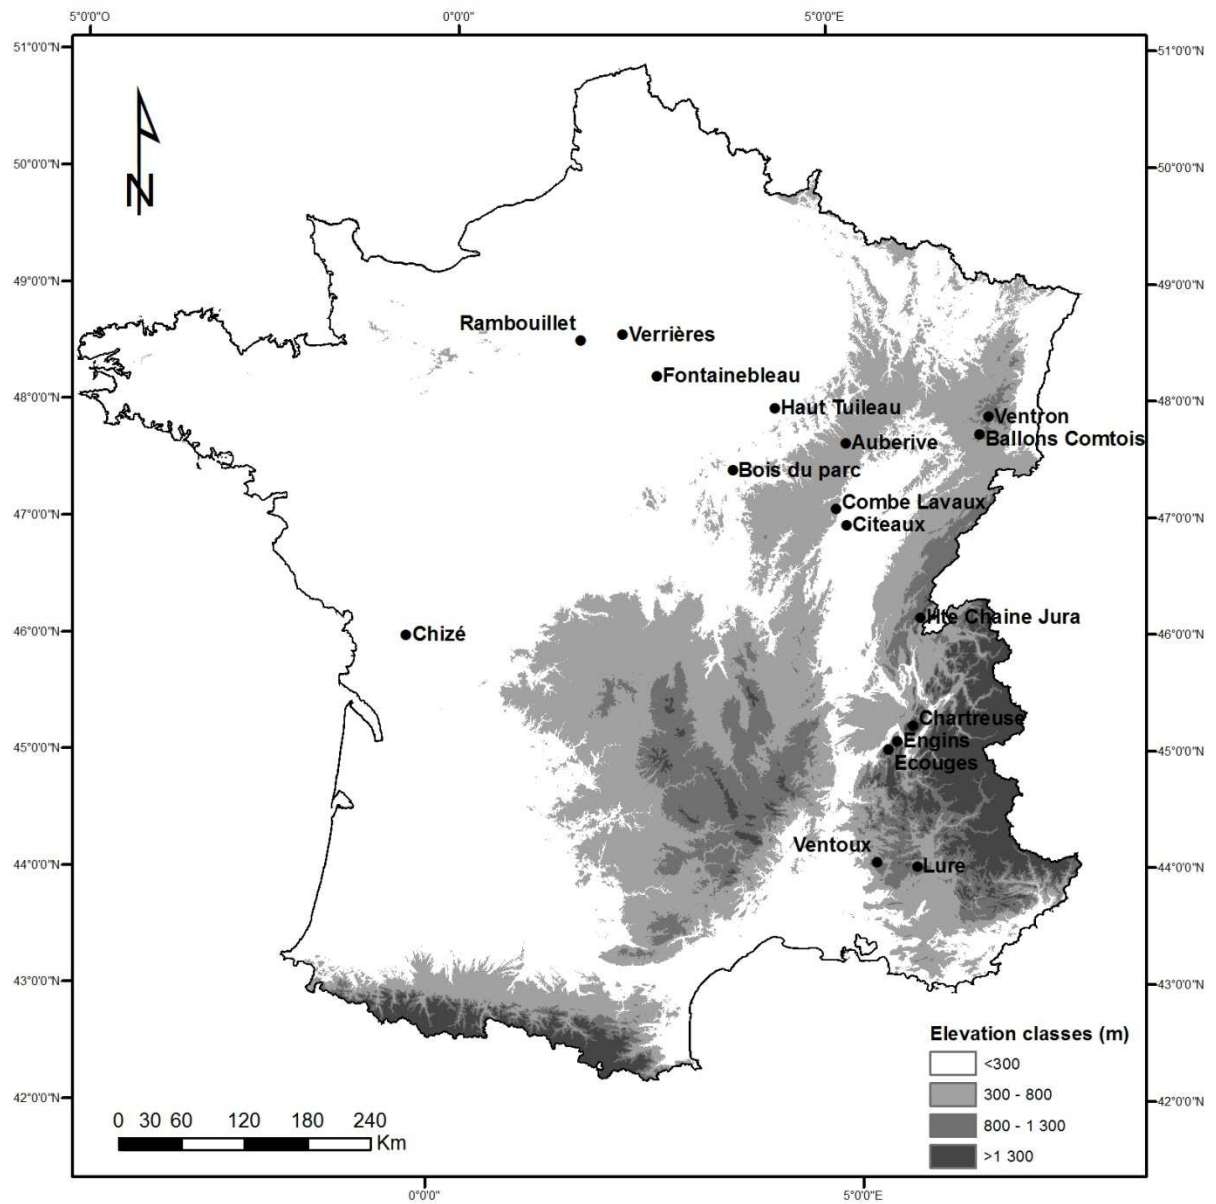 5°0'0"O 0°0'0" 5°0'0"E
51°0'0"N 51°0'0"N
50°0'0"N 50°0'0"N
N
49°0'0"N 49°0'0"N
Rambouillet
Verrières
Fontainebleau
48°0'0"N 48°0'0"N
Haut Tuileau
Ventron
Ballons Comtois
Auberive
Bois du parc
Combe Lavaux
47°0'0"N 47°0'0"N
Citeaux
Hte Chaine Jura
46°0'0"N 46°0'0"N
Chizé
Chartreuse
Engins
45°0'0"N 45°0'0"N
Ecouges
Ventoux
44°0'0"N 44°0'0"N
Lure
43°0'0"N 43°0'0"N
Elevation classes (m)
<300
300 - 800
42°0'0"N 42°0'0"N
800 - 1 300
>1 300
0 30 60 120 180 240
Km
0°0'0" 5°0'0"E